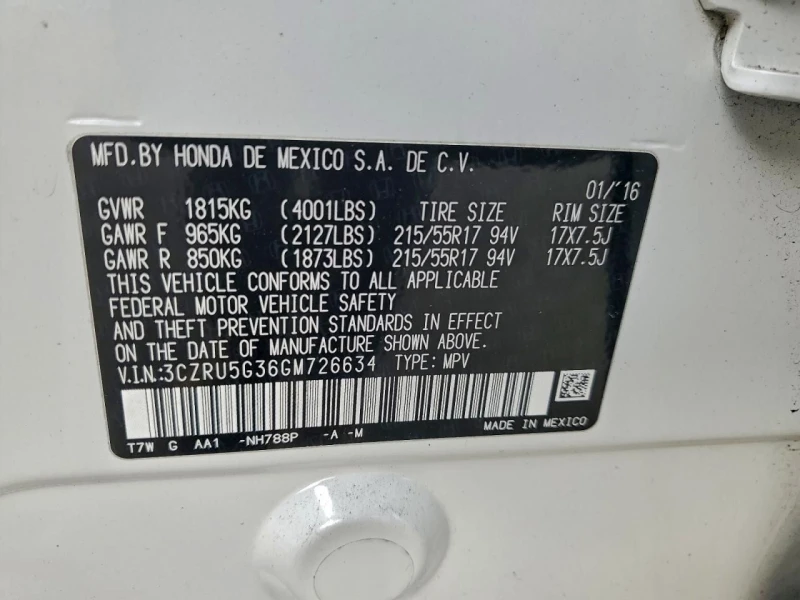 MFD.BY HONDA DE MEXICO S.A. DE C.V.
01/'16
GVWR 1815KG (4001LBS) TIRE SIZE RIM SIZE
GAWR F 965KG (2127LBS) 215/55R17 94V 17X7.5J
GAWR R 850KG (1873LBS) 215/55R17 94V 17X7.5J
THIS VEHICLE CONFORMS TO ALL APPLICABLE
FEDERAL MOTOR VEHICLE SAFETY
AND THEFT PREVENTION STANDARDS IN EFFECT
ON THE DATE OF MANUFACTURE SHOWN ABOVE.
V.I.N.:3CZRU5G36GM726634 TYPE: MPV
T7W G AA1 -NH788P -A -M MADE IN MEXICO